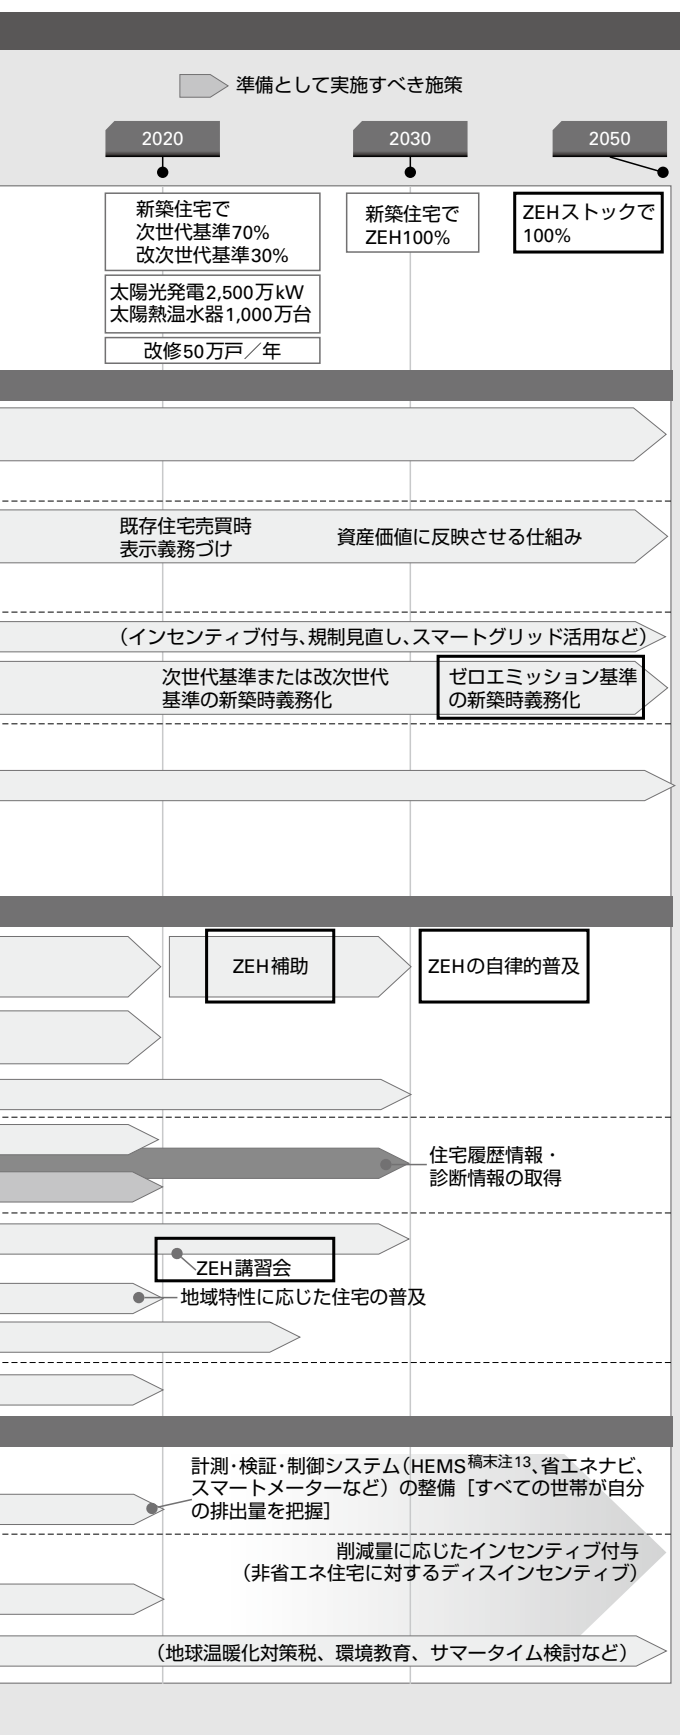 準備として実施すべき施策
2020
2030
2050
新築住宅で
次世代基準70%
改次世代基準30%
新築住宅で
ZEH100%
ZEHストックで
100%
太陽光発電2,500万kW
太陽熱温水器1,000万台
改修50万戸／年
既存住宅売買時
表示義務づけ
資産価値に反映させる仕組み
（インセンティブ付与、規制見直し、スマートグリッド活用など）
次世代基準または改次世代
基準の新築時義務化
ゼロエミッション基準
の新築時義務化
ZEH補助
ZEHの自律的普及
住宅履歴情報・
診断情報の取得
ZEH講習会
地域特性に応じた住宅の普及
計測・検証・制御システム（HEMS稿末注13、省エネナビ、
スマートメーターなど）の整備［すべての世帯が自分
の排出量を把握］
削減量に応じたインセンティブ付与
（非省エネ住宅に対するディスインセンティブ）
（地球温暖化対策税、環境教育、サマータイム検討など）